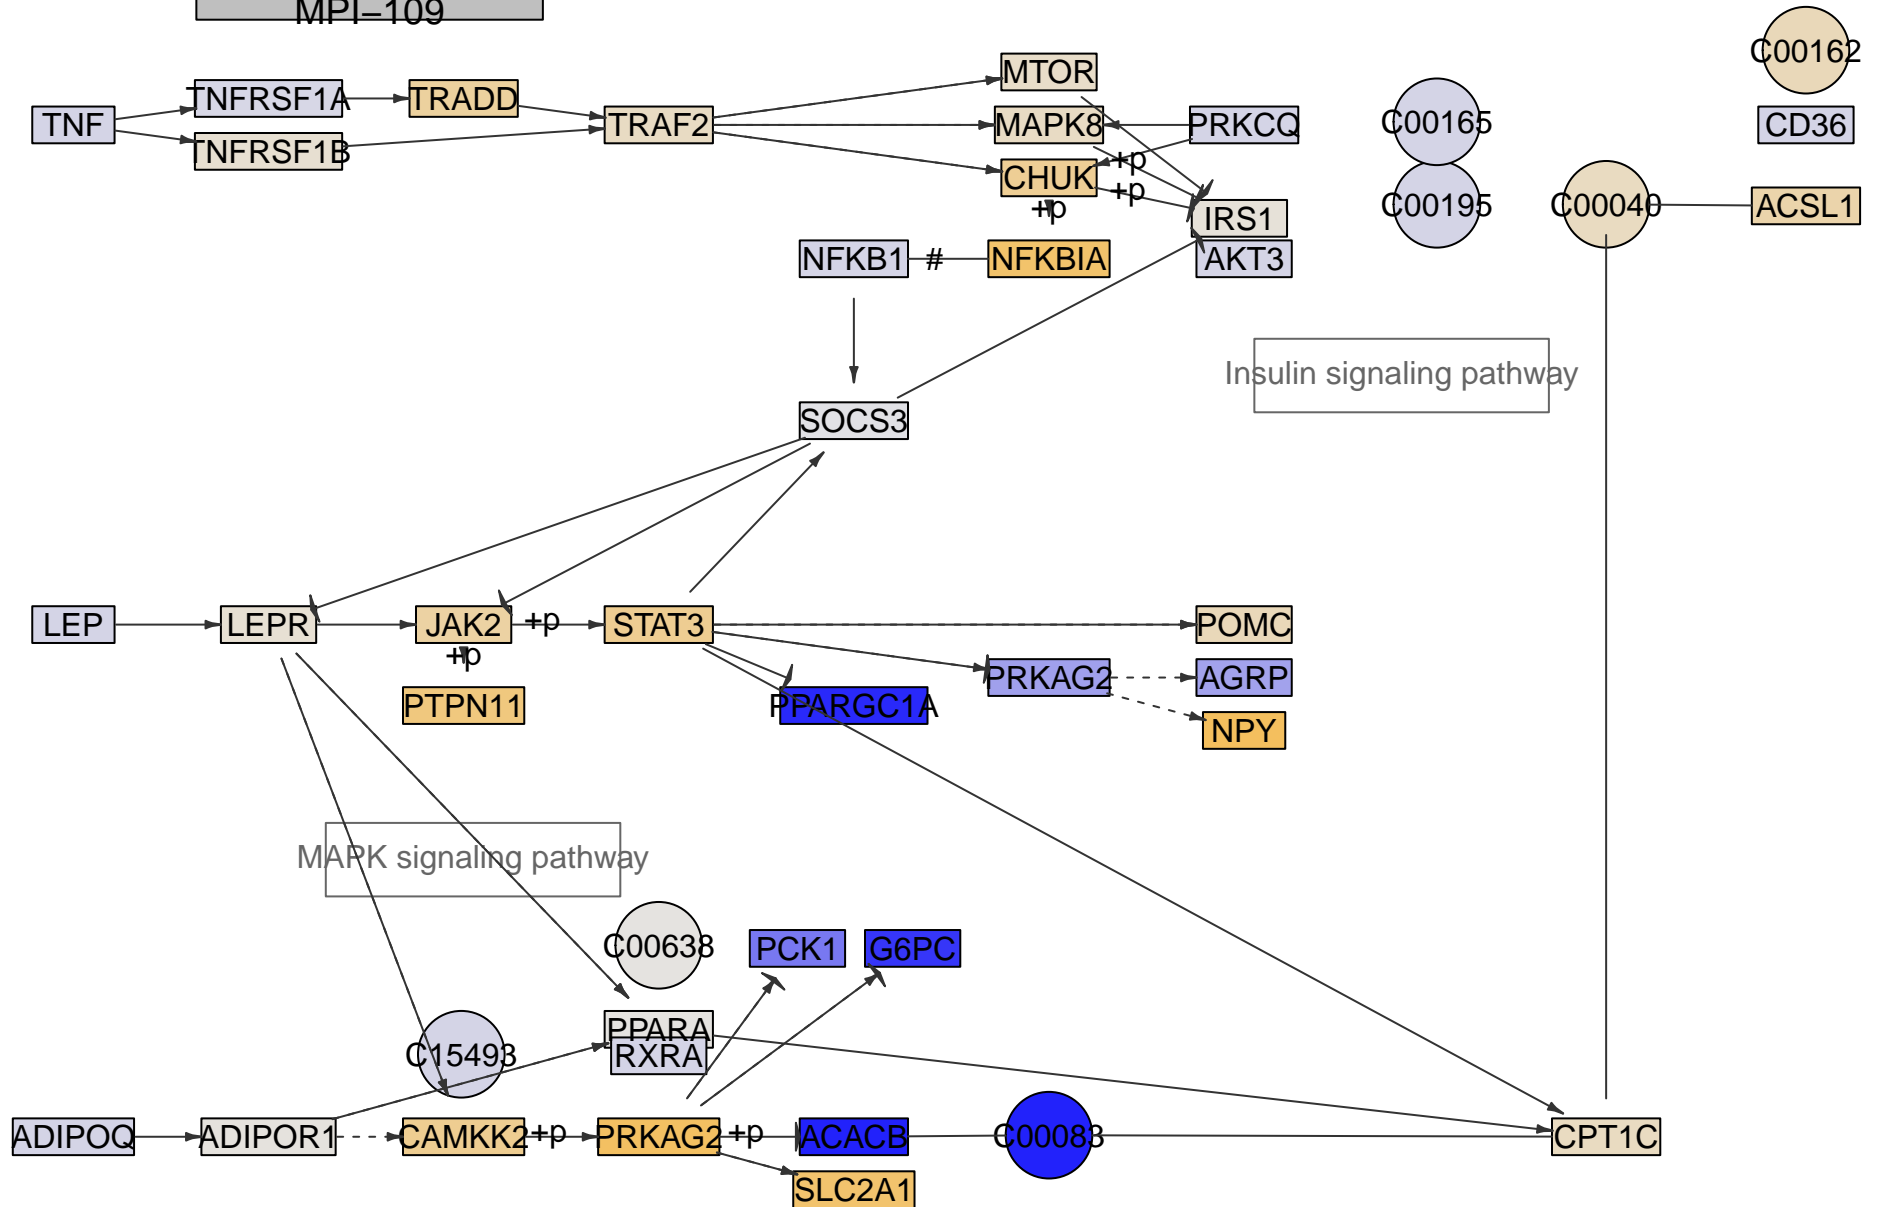 MPI–109
C00162
TNF
TNFRSF1A
TNFRSF1B
TRADD
TRAF2
MTOR
MAPK8
CHUK
PRKCQ
+p
+p
+p
C00165
C00195
CD36
C00040
ACSL1
IRS1
AKT3
NFKB1
#
NFKBIA
Insulin signaling pathway
SOCS3
LEP
LEPR
JAK2
+p
STAT3
POMC
+p
PTPN11
PPARGC1A
PRKAG2
AGRP
NPY
MAPK signaling pathway
C00638
PCK1
G6PC
C15493
PPARA
RXRA
ADIPOQ
ADIPOR1
CAMKK2
+p
PRKAG2
+p
ACACB
C00083
CPT1C
SLC2A1